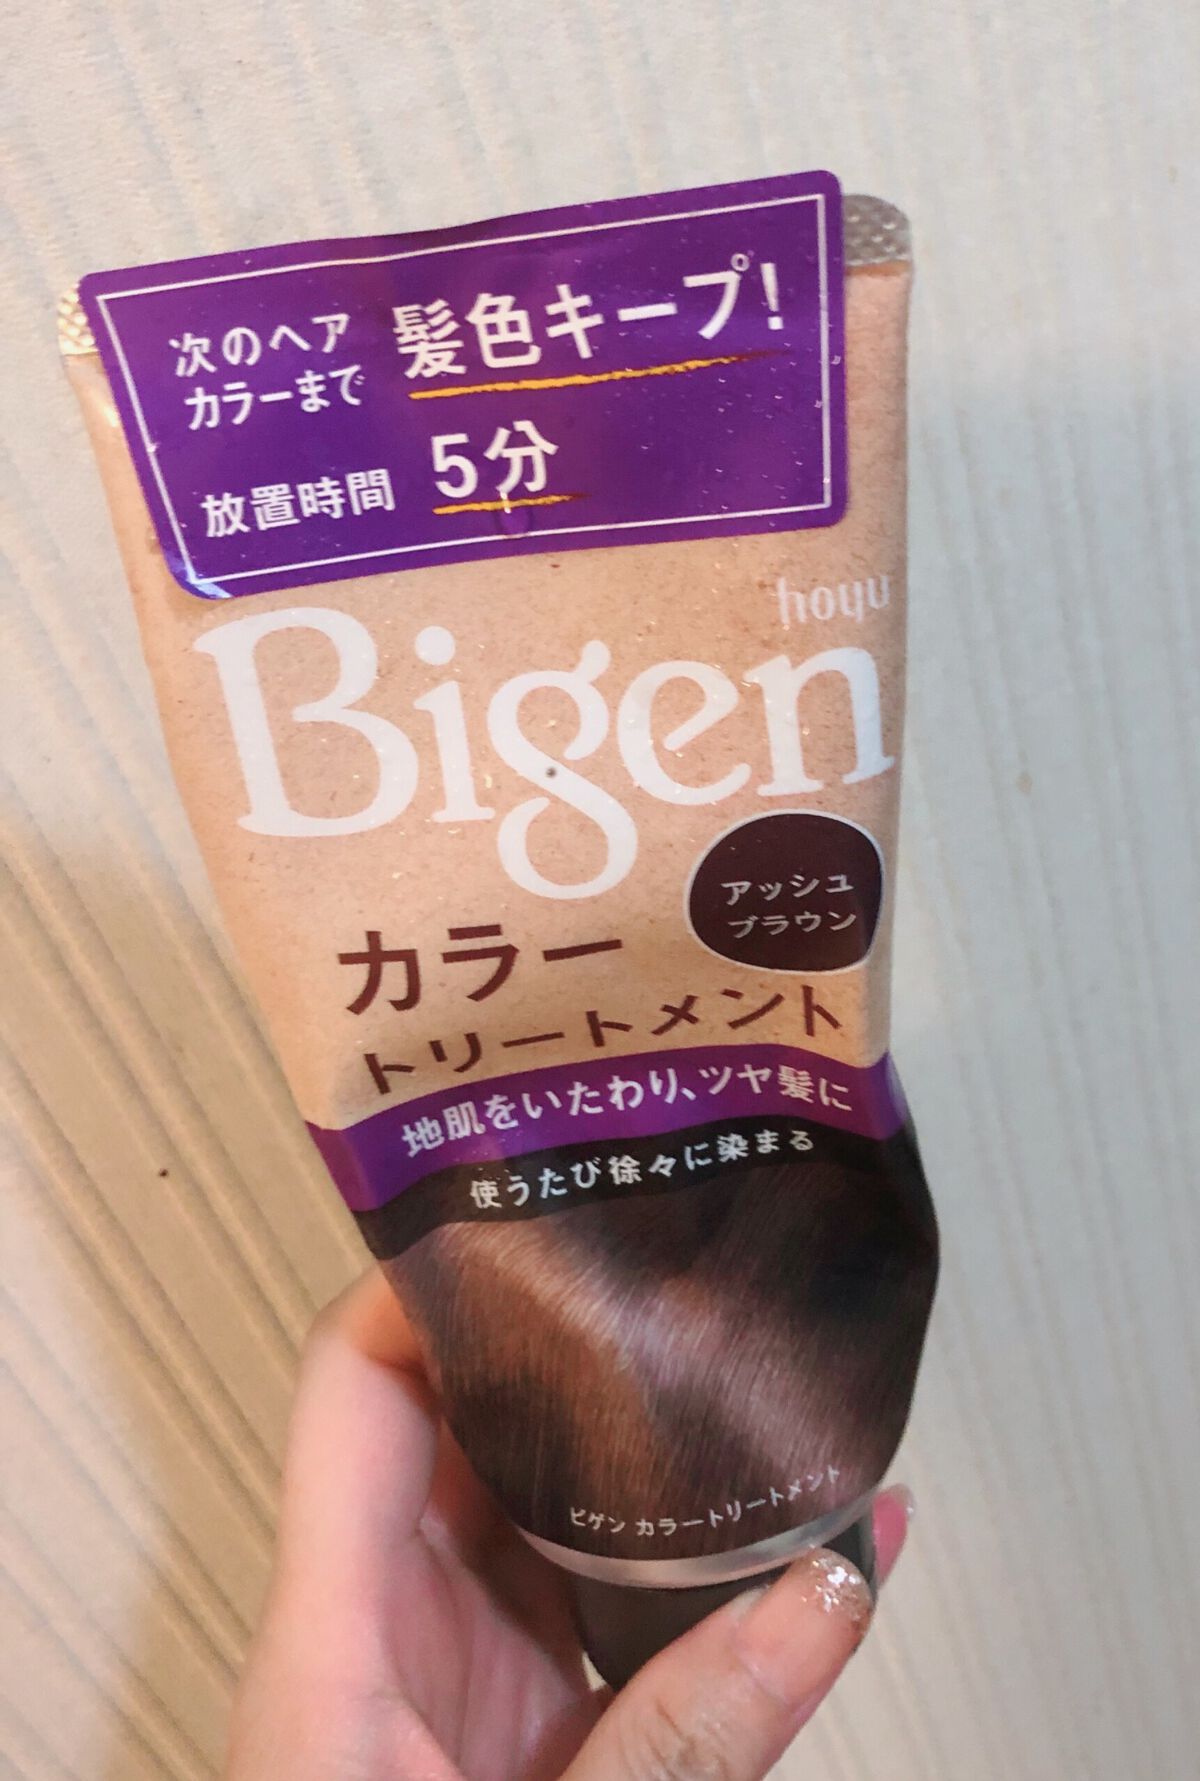 次のヘア
カラーまで
髪色キープ!
放置時間 5分
hoyu
Bigen
アッシュ
ブラウン
カラー
トリートメント
地肌をいたわり、ツヤ髪に
使うたび徐々に染まる
ビゲン カラートリートメント